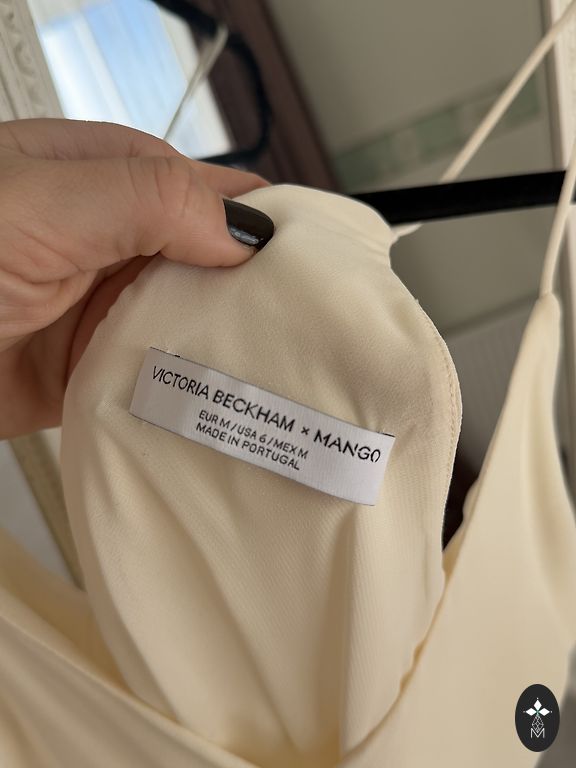 VICTORIA BECKHAM × MANGO
EUR M / USA 6 / MEX M
MADE IN PORTUGAL
M